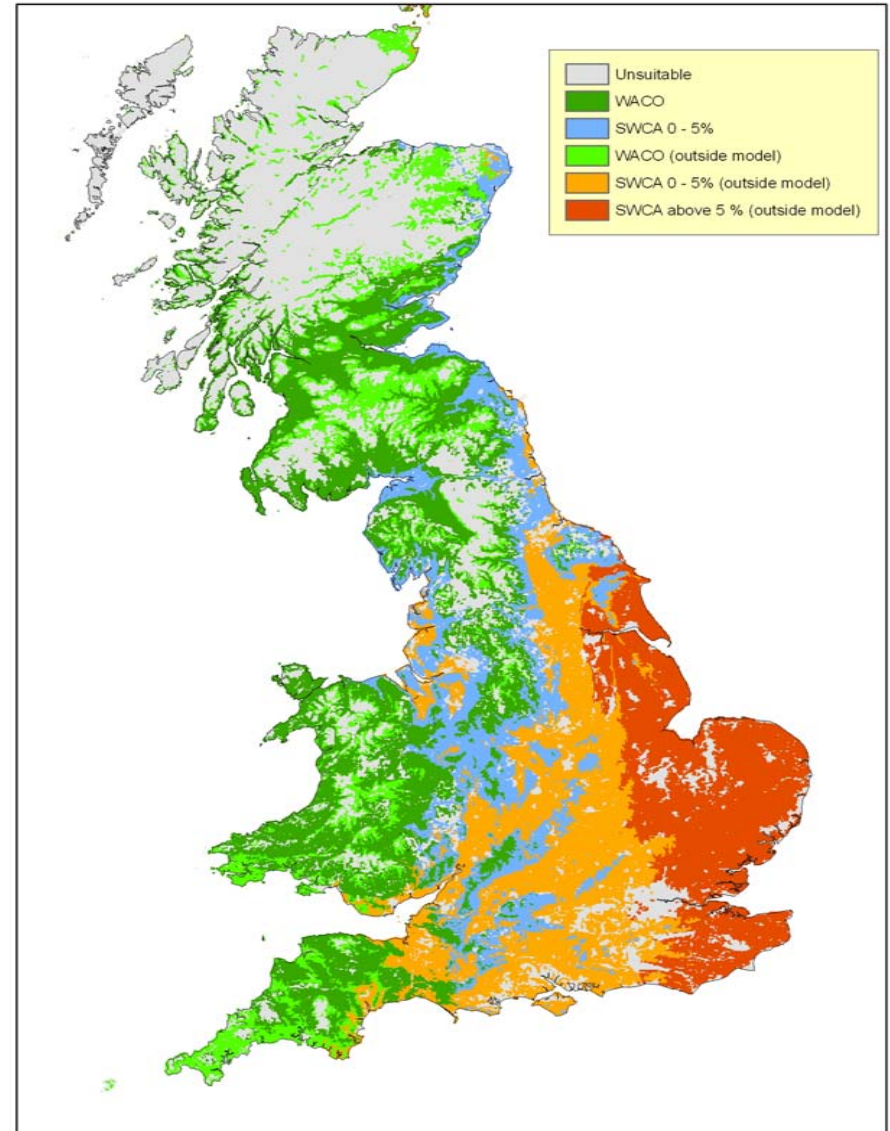 Unsuitable
WACO
SWCA 0 - 5%
WACO (outside model)
SWCA 0 - 5% (outside model)
SWCA above 5 % (outside model)